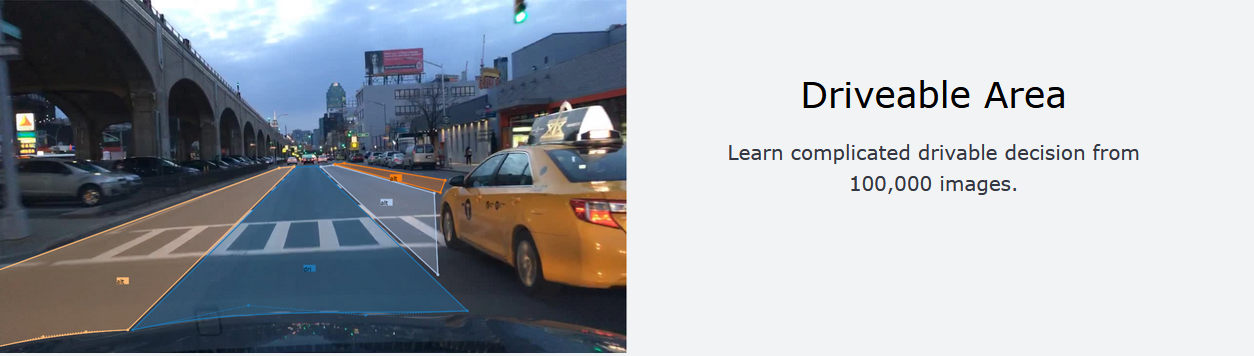 Driveable Area
Learn complicated drivable decision from
100,000 images.